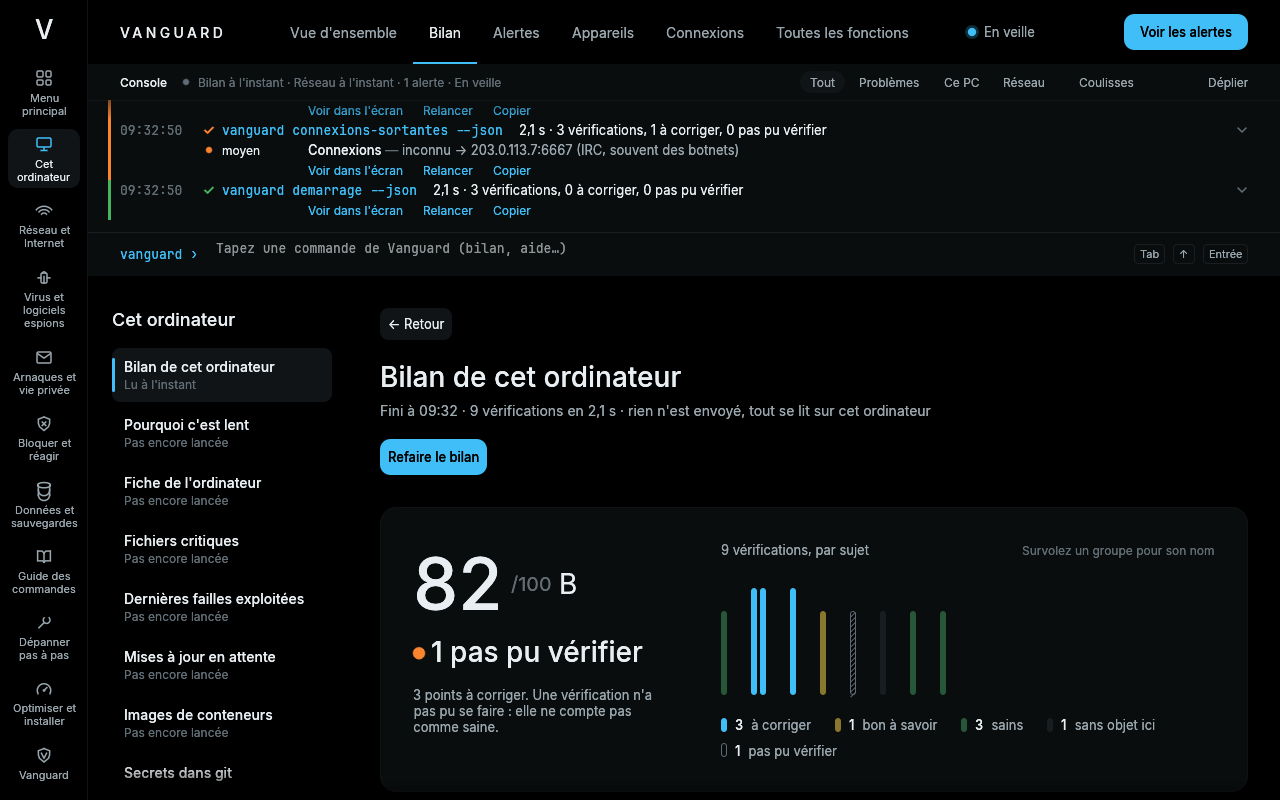 V
VANGUARD
Vue d'ensemble
Bilan
Alertes
Appareils
Connexions
Toutes les fonctions
En veille
Voir les alertes
Menu
principal
Cet
ordinateur
Réseau et
Internet
Virus et
logiciels
espions
Arnaques et
vie privée
Bloquer et
réagir
Données et
sauvegardes
Guide des
commandes
Dépanner
pas à pas
Optimiser et
installer
Vanguard
Console
Bilan à l'instant · Réseau à l'instant · 1 alerte · En veille
Tout
Problèmes
Ce PC
Réseau
Coulisses
Déplier
Voir dans l'écran Relancer Copier
09:32:50 vanguard connexions-sortantes --json 2,1 s · 3 vérifications, 1 à corriger, 0 pas pu vérifier
moyen Connexions — inconnu → 203.0.113.7:6667 (IRC, souvent des botnets)
Voir dans l'écran Relancer Copier
09:32:50 vanguard demarrage --json 2,1 s · 3 vérifications, 0 à corriger, 0 pas pu vérifier
Voir dans l'écran Relancer Copier
vanguard › Tapez une commande de Vanguard (bilan, aide…)
Tab ↑ Entrée
Cet ordinateur
Bilan de cet ordinateur
Lu à l'instant
Pourquoi c'est lent
Pas encore lancée
Fiche de l'ordinateur
Pas encore lancée
Fichiers critiques
Pas encore lancée
Dernières failles exploitées
Pas encore lancée
Mises à jour en attente
Pas encore lancée
Images de conteneurs
Pas encore lancée
Secrets dans git
← Retour
Bilan de cet ordinateur
Fini à 09:32 · 9 vérifications en 2,1 s · rien n'est envoyé, tout se lit sur cet ordinateur
Refaire le bilan
82 /100 B
1 pas pu vérifier
3 points à corriger. Une vérification n'a
pas pu se faire : elle ne compte pas
comme saine.
9 vérifications, par sujet
Survolez un groupe pour son nom
3 à corriger
1 bon à savoir
3 sains
1 sans objet ici
1 pas pu vérifier